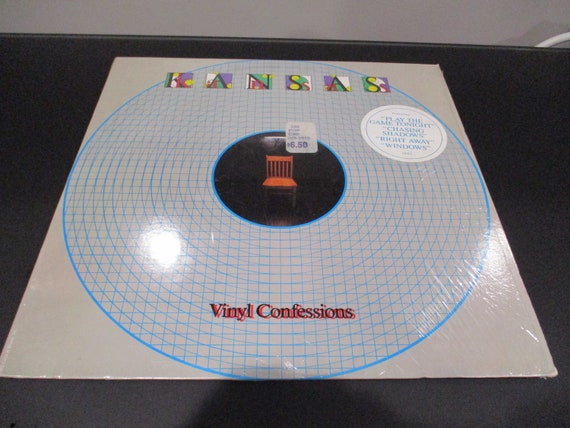 KANSAS
"PLAY THE
GAME TONIGHT"
"CHASING
SHADOWS"
"RIGHT AWAY"
"WINDOWS"
6.50
Vinyl Confessions